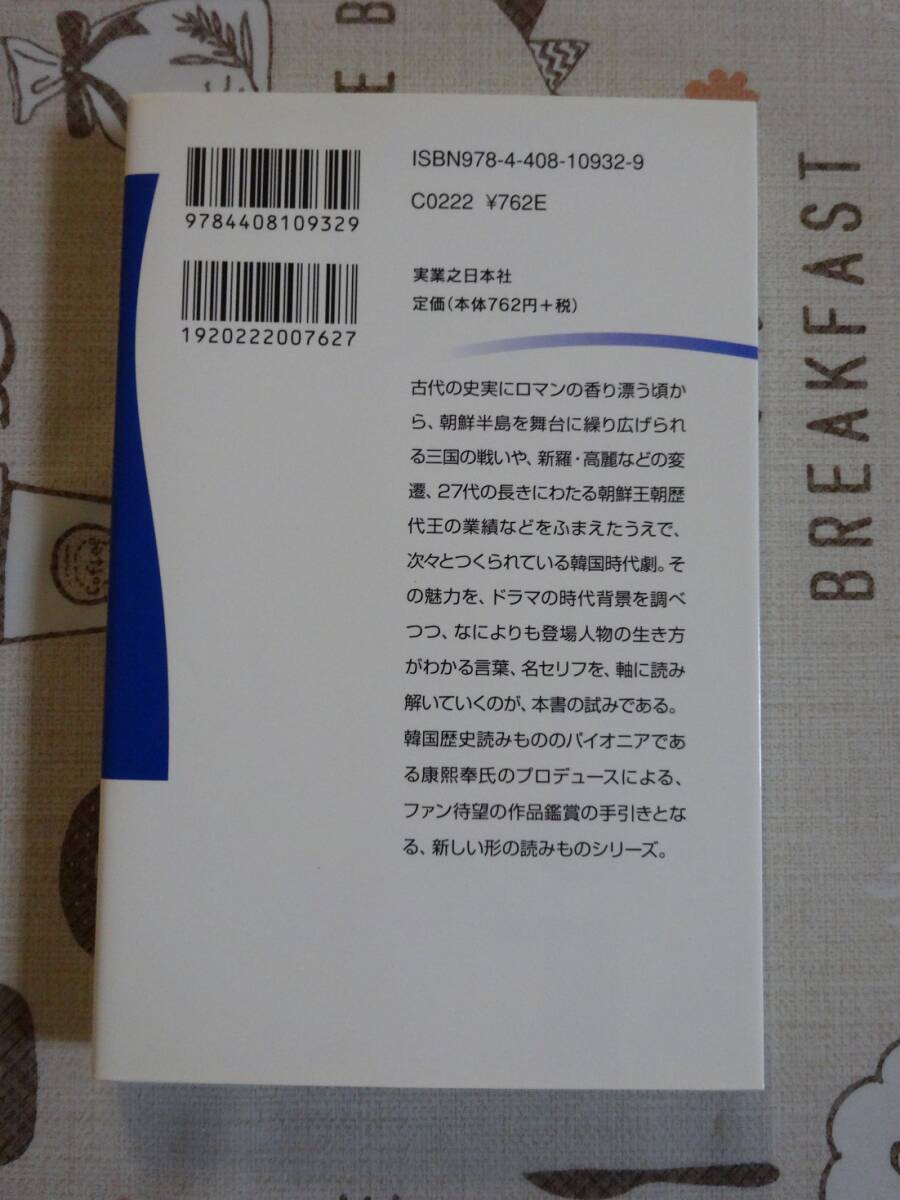 ISBN978-4-408-10932-9
C0222 ¥762E
9784408109329
1920222007627
実業之日本社
定価(本体762円+税)
古代の史実にロマンの香り漂う頃か
ら、朝鮮半島を舞台に繰り広げられ
る三国の戦いや、新羅・高麗などの変
遷、27代の長きにわたる朝鮮王朝歴
代王の業績などをふまえたうえで、
次々とつくられている韓国時代劇。そ
の魅力を、ドラマの時代背景を調べ
つつ、なによりも登場人物の生き方
がわかる言葉、名セリフを、軸に読み
解いていくのが、本書の試みである。
韓国歴史読みもののパイオニアであ
る康熙奉氏のプロデュースによる、
ファン待望の作品鑑賞の手引きとな
る、新しい形の読みものシリーズ。
BREAKFAST
E B
BRE